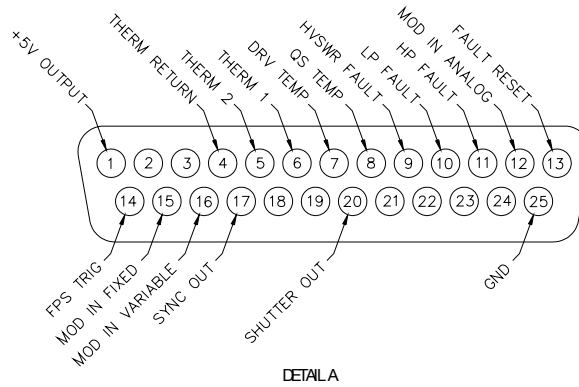 +5V OUTPUT
THERM RETURN
THERM 2
THERM 1
DRV TEMP
QS TEMP
HVSWR FAULT
LP FAULT
HP FAULT
MOD IN ANALOG
FAULT RESET
1 2 3 4 5 6 7 8 9 10 11 12 13
14 15 16 17 18 19 20 21 22 23 24 25
FPS TRIG
MOD IN FIXED
MOD IN VARIABLE
SYNC OUT
SHUTTER OUT
GND
DETAIL A